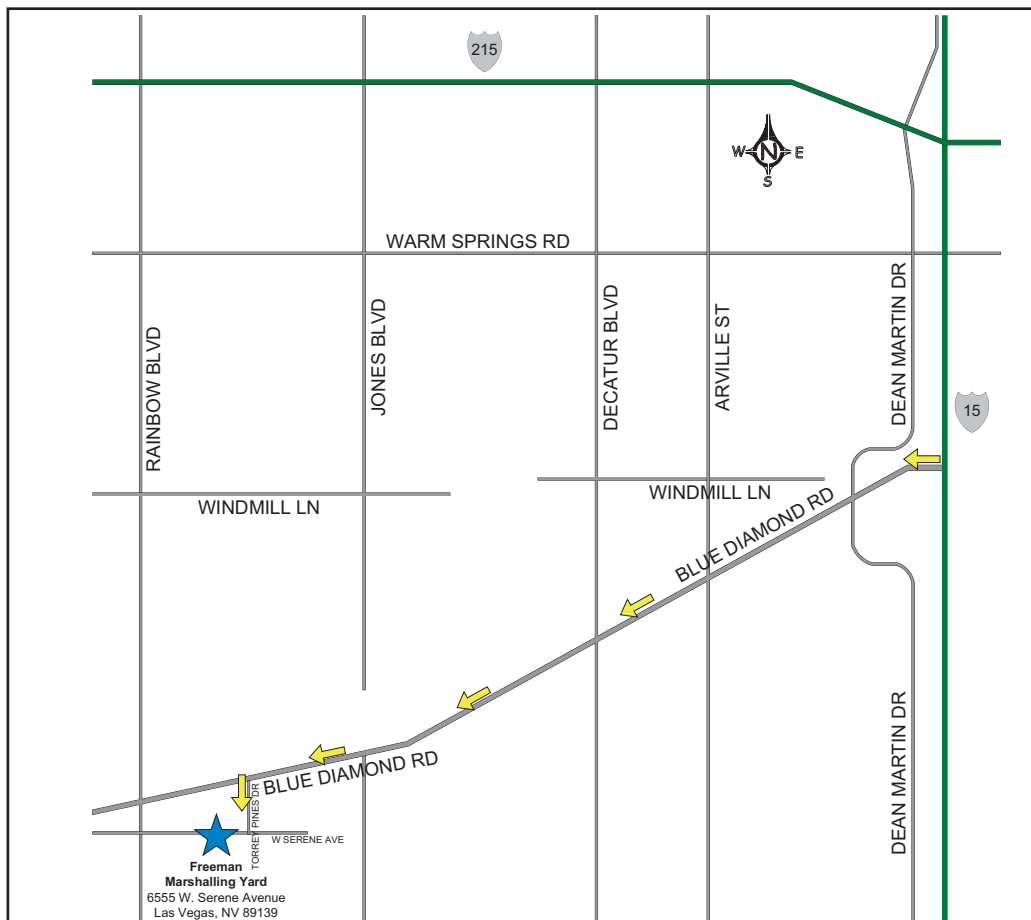 215
N
W E
S
WARM SPRINGS RD
RAINBOW BLVD
JONES BLVD
DECATUR BLVD
ARVILLE ST
DEAN MARTIN DR
15
WINDMILL LN
WINDMILL LN
BLUE DIAMOND RD
BLUE DIAMOND RD
DEAN MARTIN DR
TORREY PINES DR
W SERENE AVE
Freeman
Marshalling Yard
6555 W. Serene Avenue
Las Vegas, NV 89139